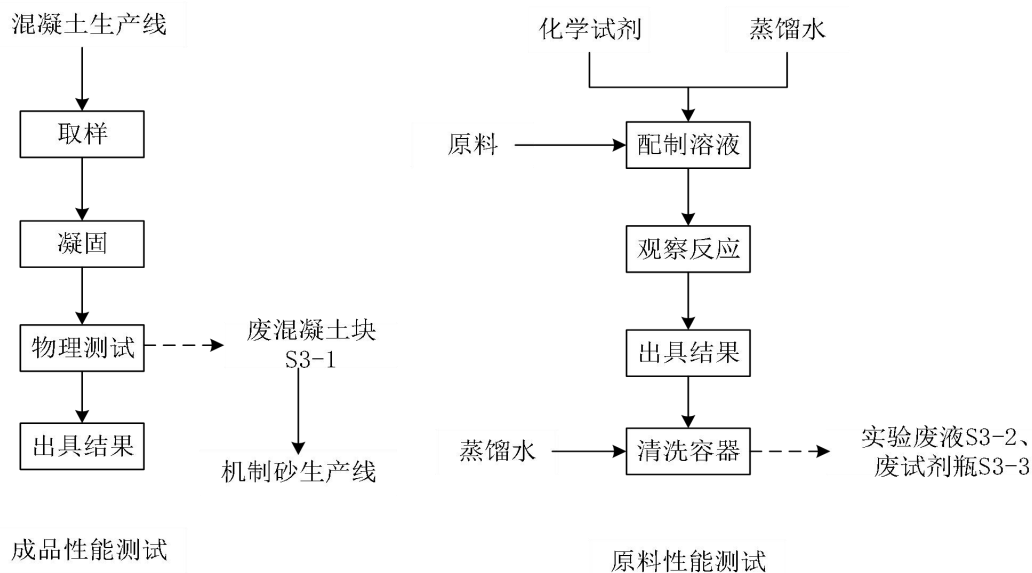 混凝土生产线
取样
凝固
物理测试
废混凝土块
S3-1
出具结果
机制砂生产线
成品性能测试
化学试剂
蒸馏水
原料
配制溶液
观察反应
出具结果
蒸馏水
清洗容器
实验废液S3-2、
废试剂瓶S3-3
原料性能测试